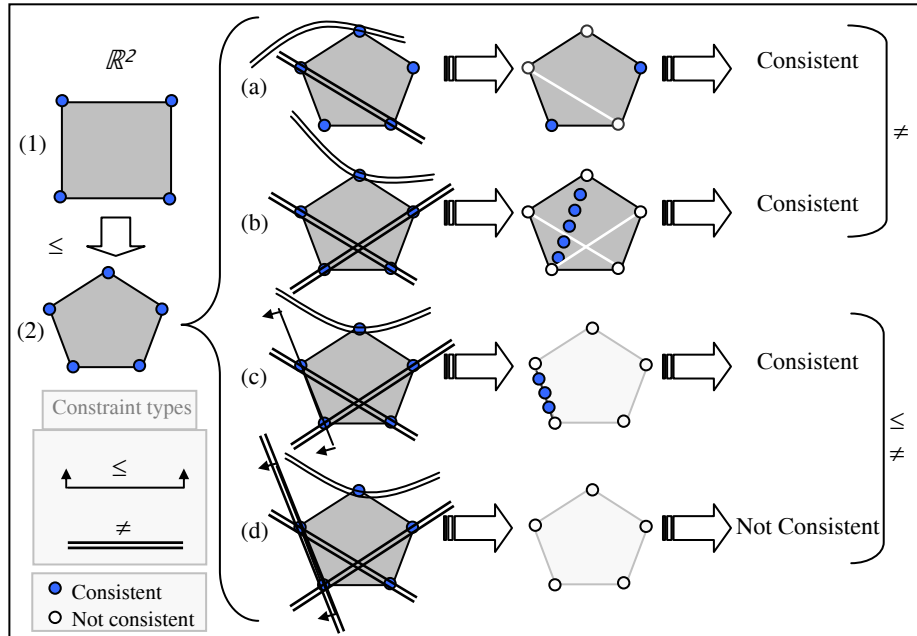 ℝ²
(1)
≤
(2)
(a)
Consistent
(b)
Consistent
≠
(c)
Consistent
(d)
Not Consistent
≤
≠
Constraint types
≤
≠
Consistent
Not consistent